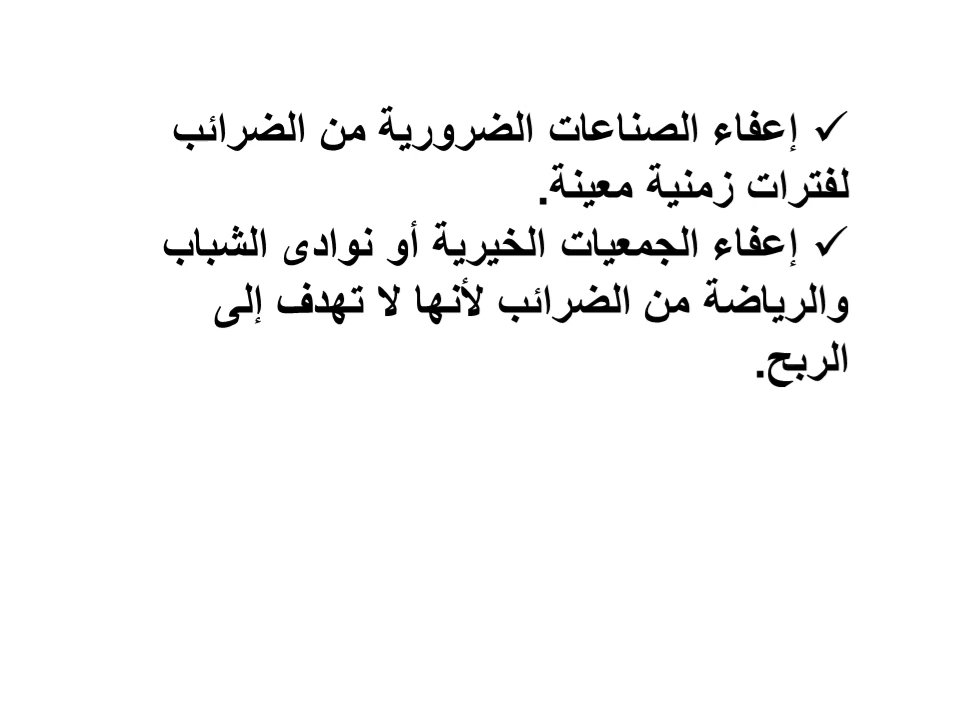 ✓ إعفاء الصناعات الضرورية من الضرائب
لفترات زمنية معينة.
✓ إعفاء الجمعيات الخيرية أو نوادى الشباب
والرياضة من الضرائب لأنها لا تهدف إلى
الربح.